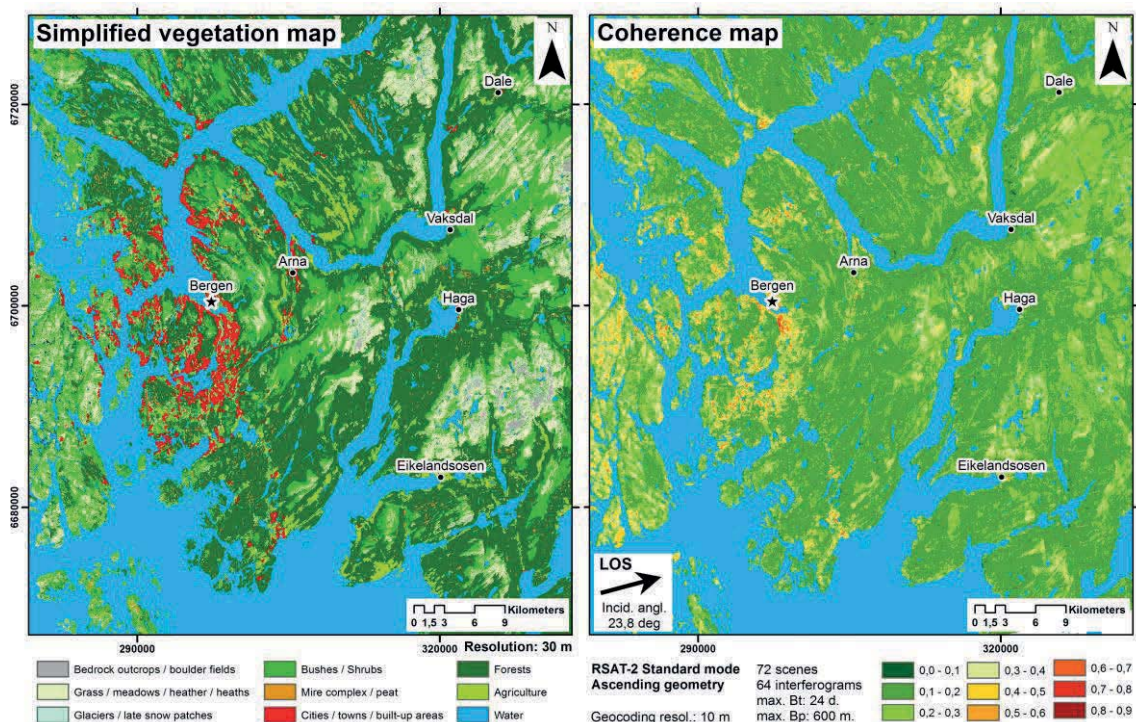 Simplified vegetation map
N
Dale
Vaksdal
Arna
Bergen
Haga
Eikelandsosen
6720000
6700000
6680000
Kilometers
0 1,5 3 6 9
290000
320000
Resolution: 30 m
Bedrock outcrops / boulder fields
Grass / meadows / heather / heaths
Glaciers / late snow patches
Bushes / Shrubs
Mire complex / peat
Cities / towns / built-up areas
Forests
Agriculture
Water
Coherence map
N
Dale
Vaksdal
Arna
Bergen
Haga
Eikelandsosen
LOS
Incid. angl.
23,8 deg
Kilometers
0 1,5 3 6 9
290000
320000
RSAT-2 Standard mode
Ascending geometry
Geocoding resol.: 10 m
72 scenes
64 interferograms
max. Bt: 24 d.
max. Bp: 600 m.
0,0 - 0,1
0,1 - 0,2
0,2 - 0,3
0,3 - 0,4
0,4 - 0,5
0,5 - 0,6
0,6 - 0,7
0,7 - 0,8
0,8 - 0,9